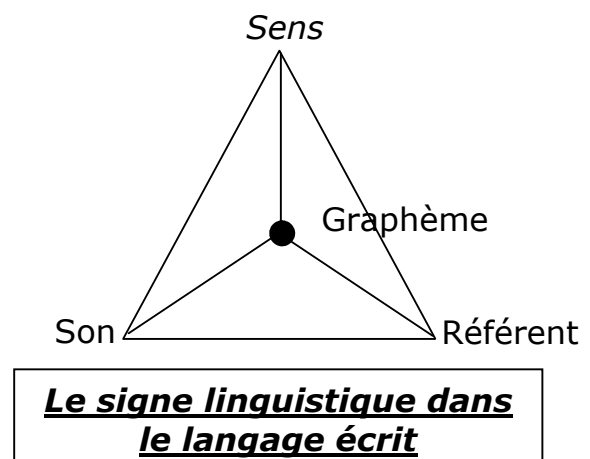 Sens
Graphème
Son
Référent
Le signe linguistique dans
le langage écrit